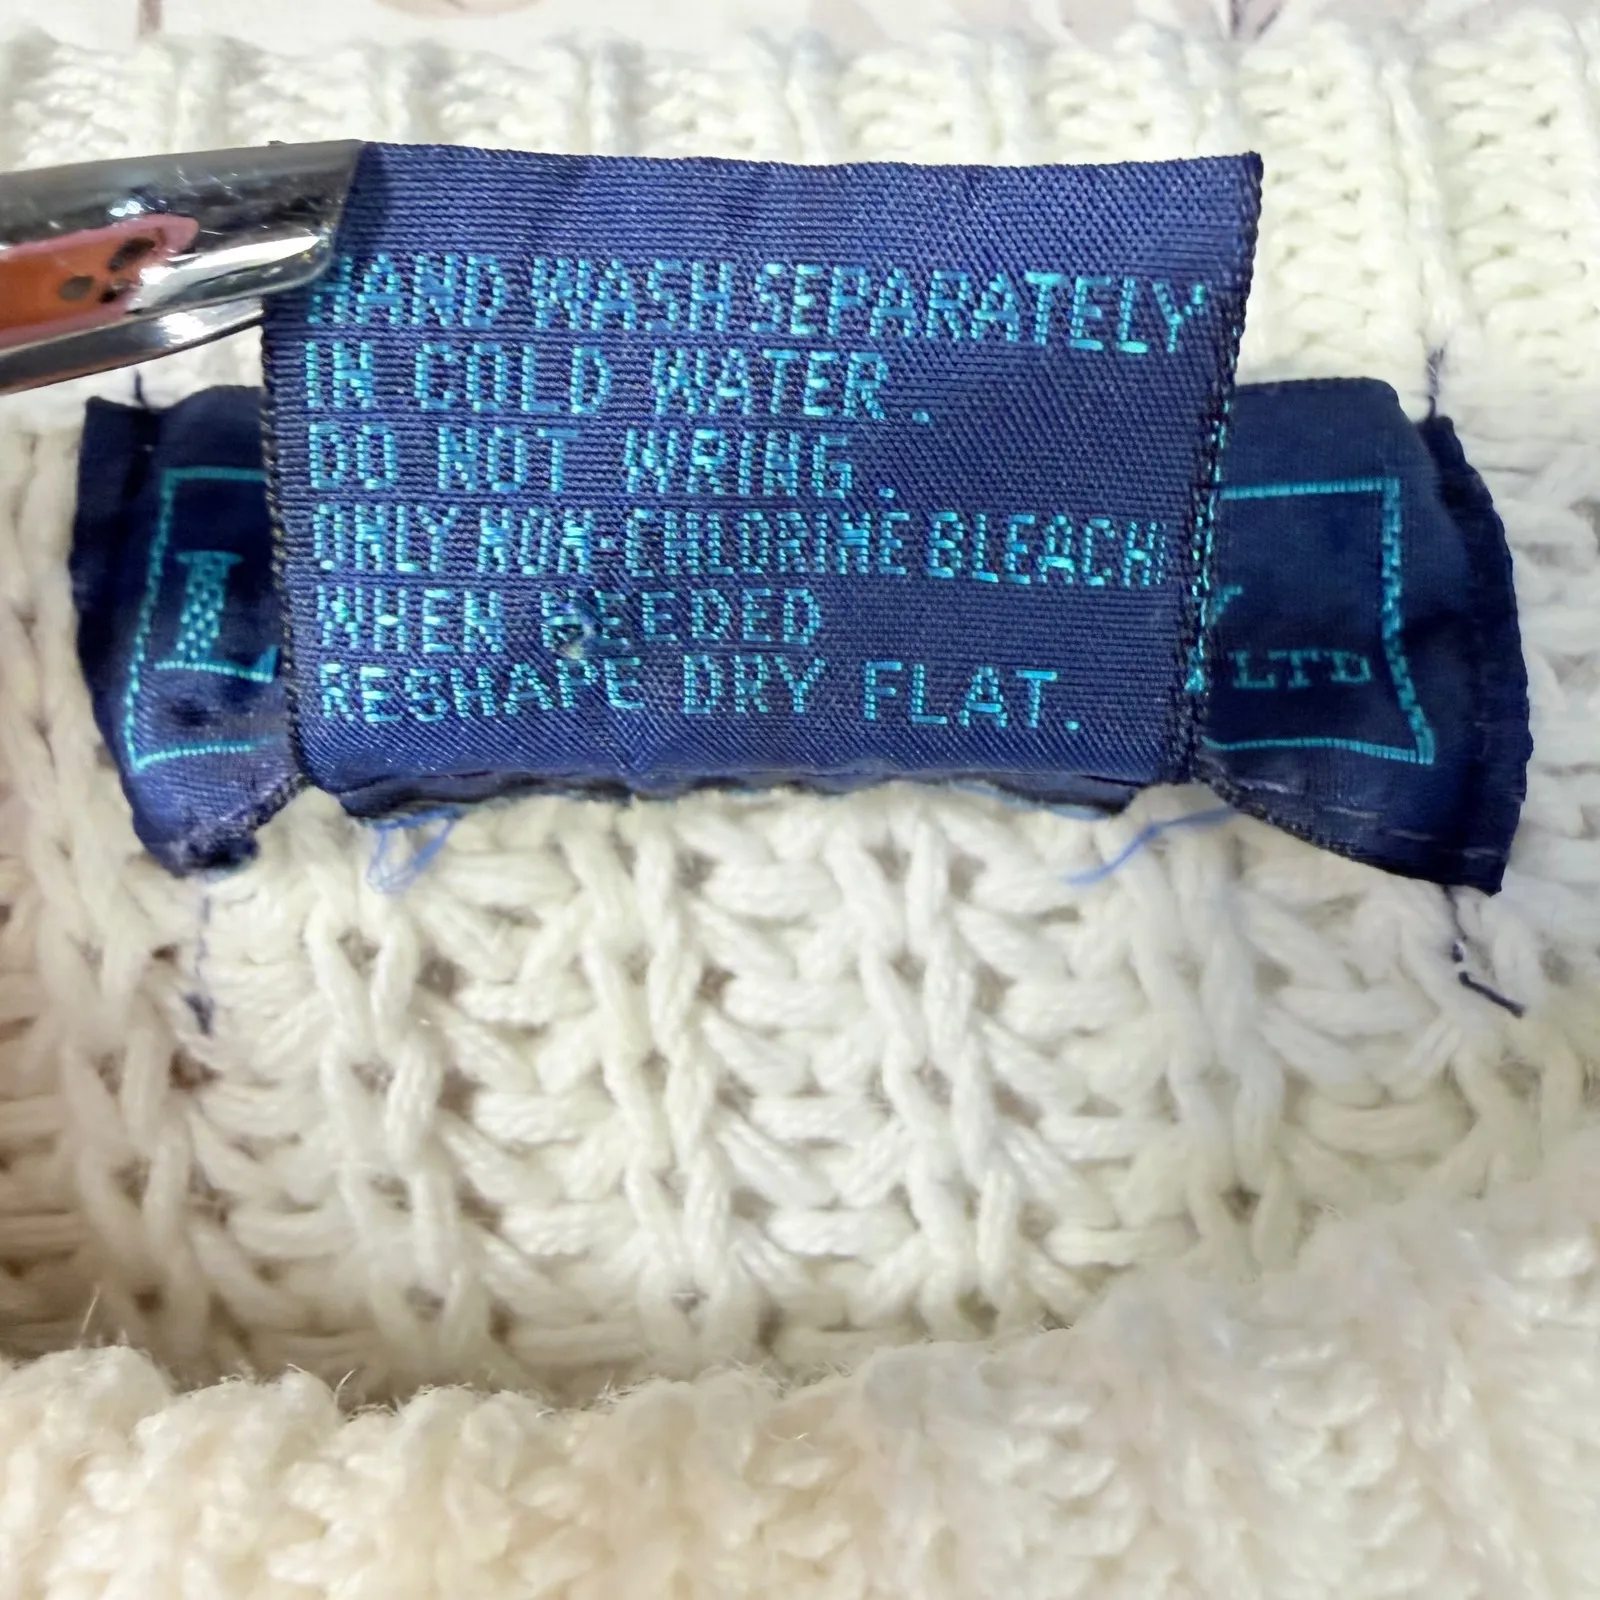 HAND WASH SEPARATELY
IN COLD WATER.
DO NOT WRING.
ONLY NON-CHLORINE BLEACH
WHEN NEEDED
RESHAPE DRY FLAT.
L
LTD